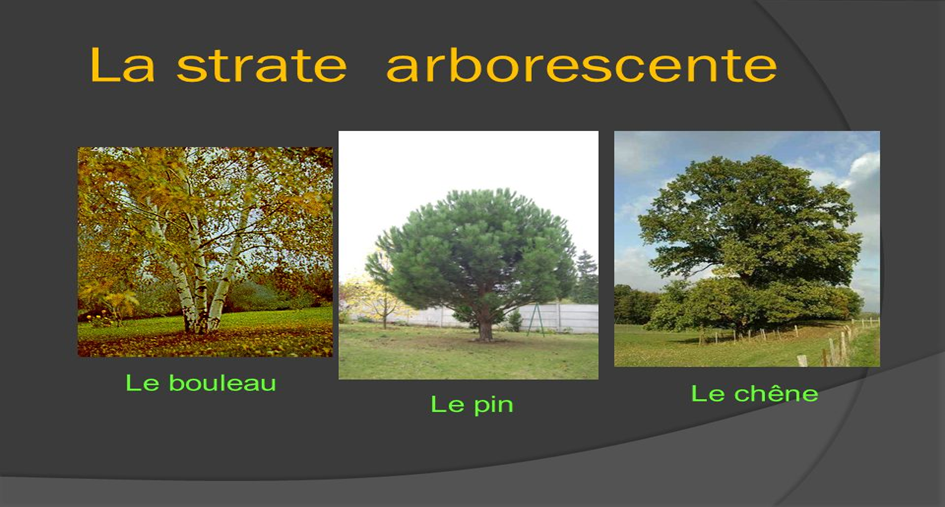 La strate arborescente
Le bouleau
Le pin
Le chêne